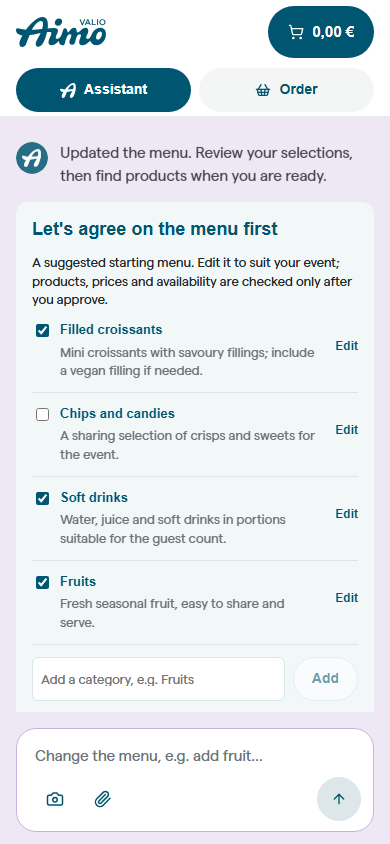 VALIO
Aimo
0,00 €
Assistant
Order
Updated the menu. Review your selections,
then find products when you are ready.
Let's agree on the menu first
A suggested starting menu. Edit it to suit your event;
products, prices and availability are checked only after
you approve.
Filled croissants
Mini croissants with savoury fillings; include
a vegan filling if needed.
Edit
Chips and candies
A sharing selection of crisps and sweets for
the event.
Edit
Soft drinks
Water, juice and soft drinks in portions
suitable for the guest count.
Edit
Fruits
Fresh seasonal fruit, easy to share and
serve.
Edit
Add a category, e.g. Fruits
Add
Change the menu, e.g. add fruit...